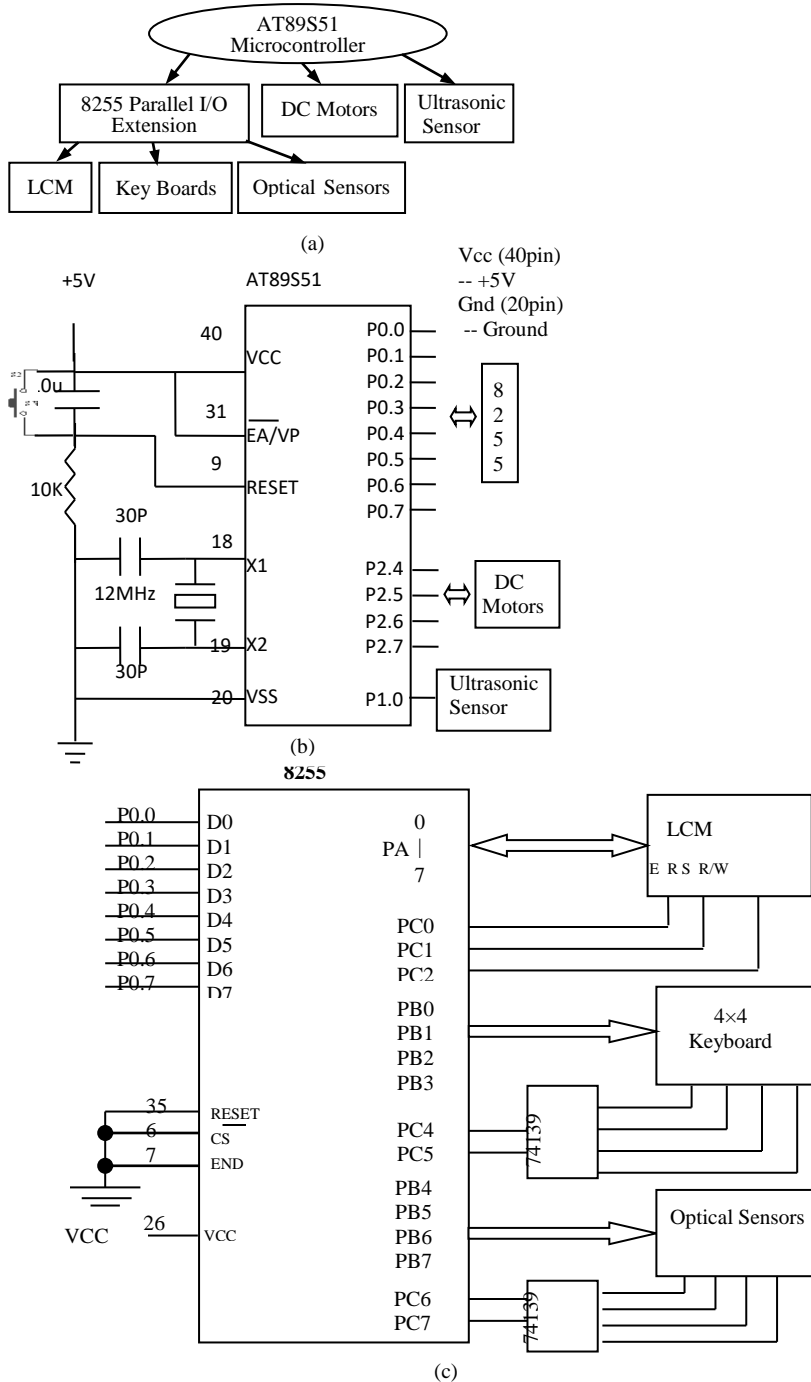 AT89S51
Microcontroller
8255 Parallel I/O
Extension
DC Motors
Ultrasonic
Sensor
LCM
Key Boards
Optical Sensors
(a)
+5V
AT89S51
Vcc (40pin)
-- +5V
Gnd (20pin)
-- Ground
40
VCC
.0u
31
EA/VP
9
RESET
10K
30P
18
X1
12MHz
19
X2
30P
20
VSS
P0.0
P0.1
P0.2
P0.3
P0.4
P0.5
P0.6
P0.7
8
2
5
5
P2.4
P2.5
P2.6
P2.7
DC
Motors
P1.0
Ultrasonic
Sensor
(b)
8255
P0.0
P0.1
P0.2
P0.3
P0.4
P0.5
P0.6
P0.7
D0
D1
D2
D3
D4
D5
D6
D7
35
RESET
6
CS
7
END
VCC
26
VCC
0
PA |
7
LCM
E R S R/W
PC0
PC1
PC2
PB0
PB1
PB2
PB3
4×4
Keyboard
PC4
PC5
74139
PB4
PB5
PB6
PB7
Optical Sensors
PC6
PC7
74139
(c)